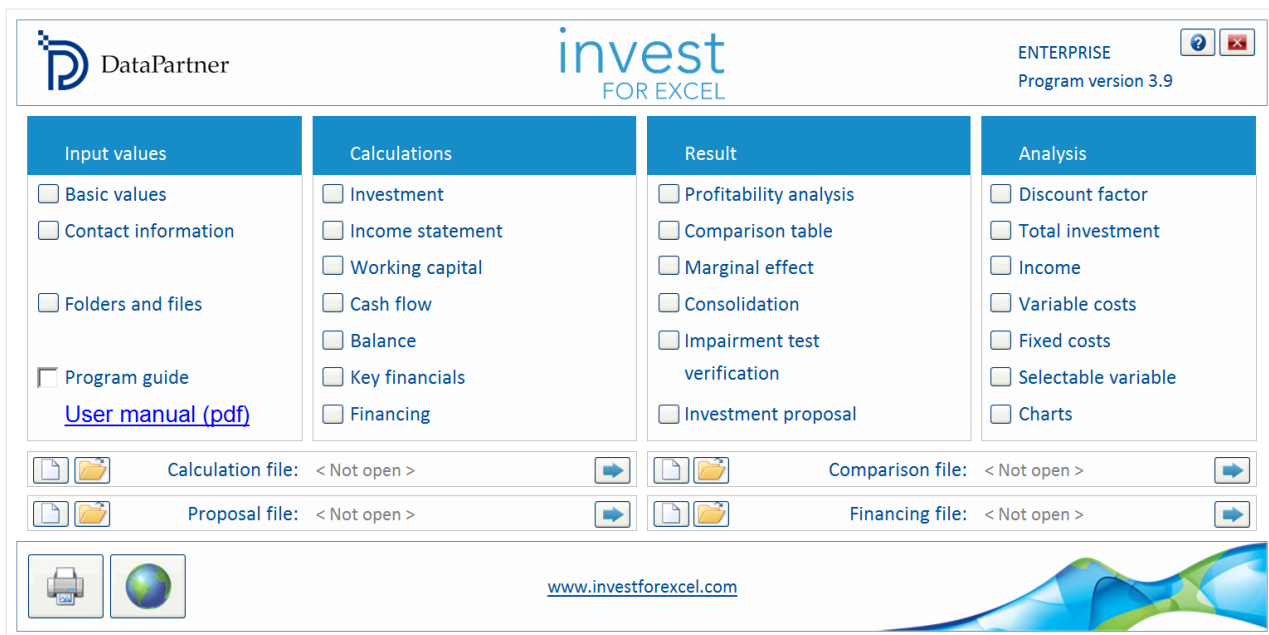 DataPartner
invest
FOR EXCEL
ENTERPRISE
Program version 3.9
Input values
Basic values
Contact information
Folders and files
Program guide
User manual (pdf)
Calculations
Investment
Income statement
Working capital
Cash flow
Balance
Key financials
Financing
Result
Profitability analysis
Comparison table
Marginal effect
Consolidation
Impairment test
verification
Investment proposal
Analysis
Discount factor
Total investment
Income
Variable costs
Fixed costs
Selectable variable
Charts
Calculation file: < Not open >
Comparison file: < Not open >
Proposal file: < Not open >
Financing file: < Not open >
www.investforexcel.com